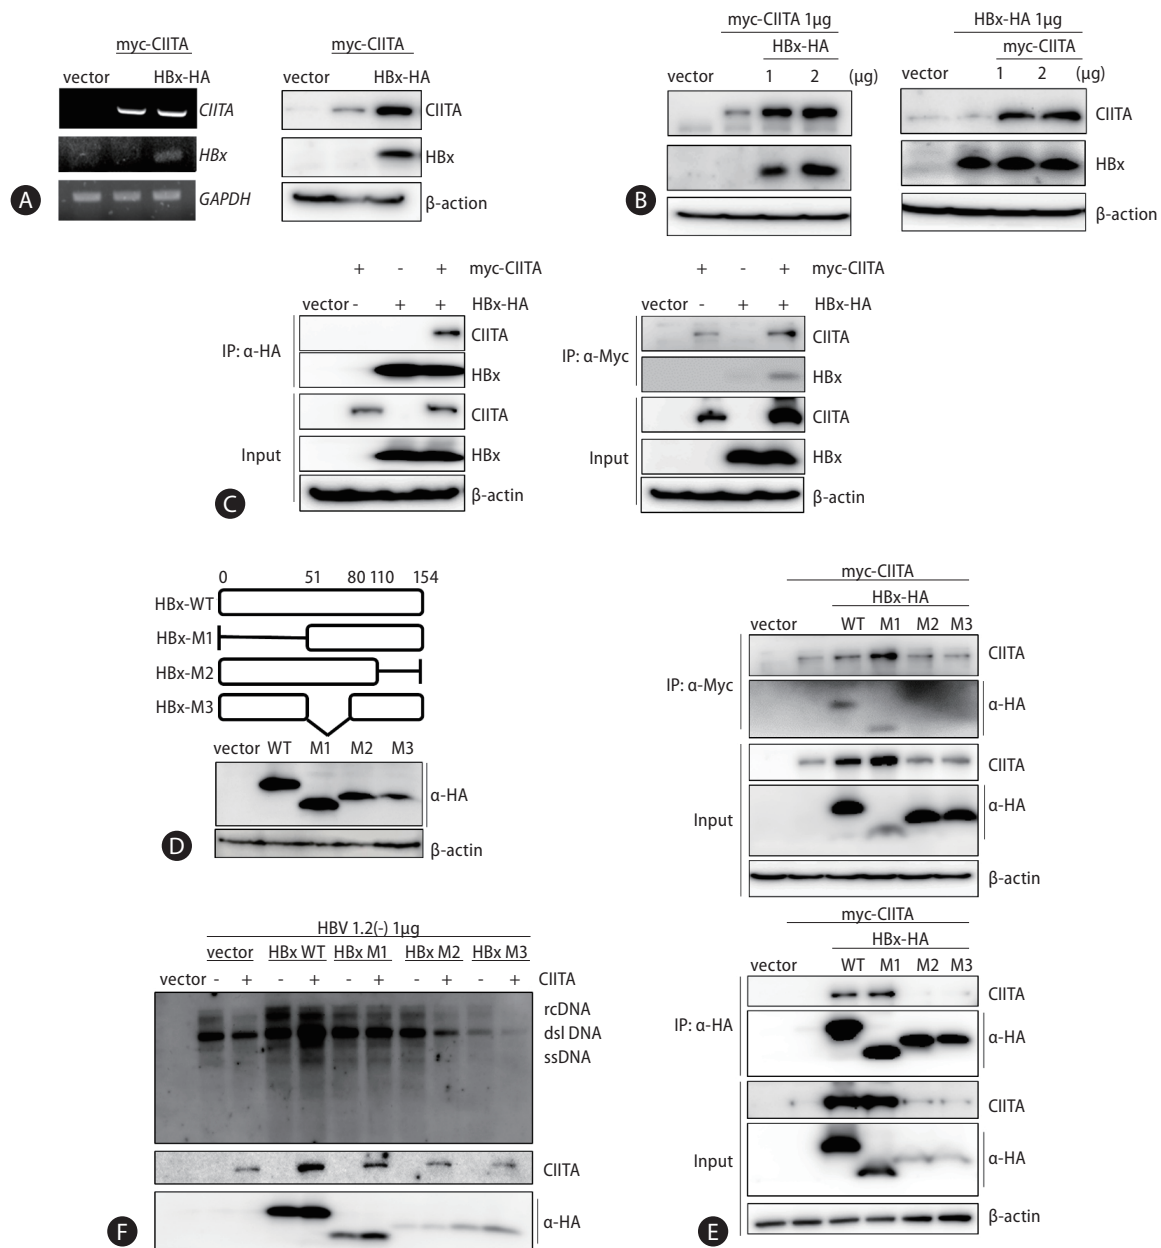 myc-CIITA
vector HBx-HA
CIITA
HBx
GAPDH
myc-CIITA
vector HBx-HA
CIITA
HBx
β-action
A
myc-CIITA 1µg
HBx-HA
vector 1 2 (µg)
HBx-HA 1µg
myc-CIITA
vector 1 2 (µg)
CIITA
HBx
β-action
B
+ - + myc-CIITA
vector - + + HBx-HA
IP: α-HA
CIITA
HBx
CIITA
Input
HBx
β-actin
+ - + myc-CIITA
vector - + + HBx-HA
IP: α-Myc
CIITA
HBx
CIITA
Input
HBx
β-actin
C
0 51 80 110 154
HBx-WT
HBx-M1
HBx-M2
HBx-M3
vector WT M1 M2 M3
α-HA
β-actin
D
myc-CIITA
HBx-HA
vector WT M1 M2 M3
CIITA
IP: α-Myc
α-HA
CIITA
α-HA
Input
β-actin
myc-CIITA
HBx-HA
vector WT M1 M2 M3
CIITA
IP: α-HA
α-HA
CIITA
Input
α-HA
β-actin
E
HBV 1.2(-) 1µg
vector HBx WT HBx M1 HBx M2 HBx M3
vector - + - + - + - + - + CIITA
rcDNA
dsl DNA
ssDNA
CIITA
α-HA
F